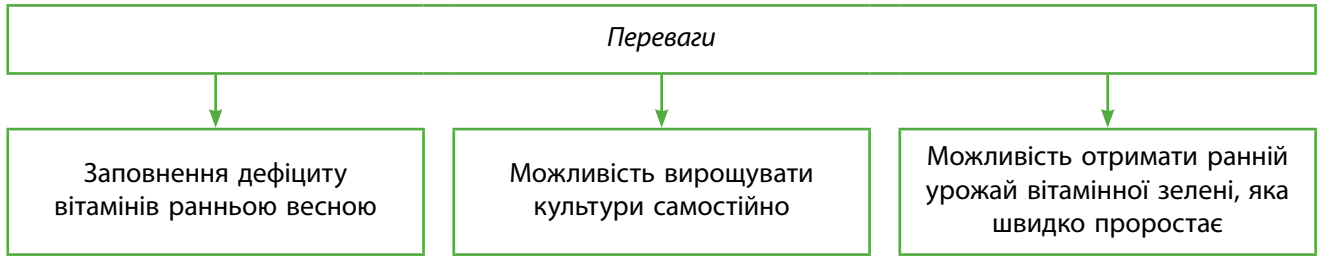 Переваги
Заповнення дефіциту
вітамінів ранньою весною
Можливість вирощувати
культури самостійно
Можливість отримати ранній
урожай вітамінної зелені, яка
швидко проростає